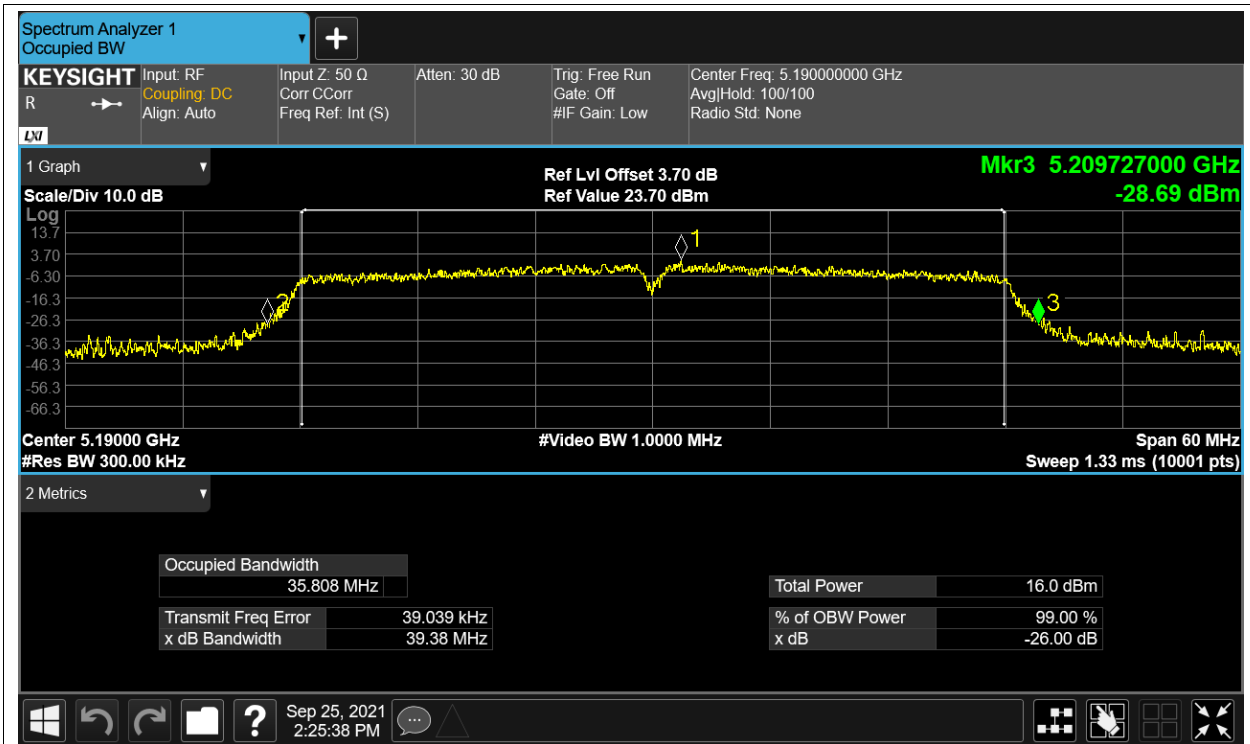 Spectrum Analyzer 1
Occupied BW
KEYSIGHT
R
LXI
Input: RF
Coupling: DC
Align: Auto
Input Z: 50 Ω
Corr CCorr
Freq Ref: Int (S)
Atten: 30 dB
Trig: Free Run
Gate: Off
#IF Gain: Low
Center Freq: 5.190000000 GHz
Avg|Hold: 100/100
Radio Std: None
1 Graph
Scale/Div 10.0 dB
Ref Lvl Offset 3.70 dB
Ref Value 23.70 dBm
Mkr3 5.209727000 GHz
-28.69 dBm
Log
13.7
3.70
-6.30
-16.3
-26.3
-36.3
-46.3
-56.3
-66.3
1
2
3
Center 5.19000 GHz
#Res BW 300.00 kHz
#Video BW 1.0000 MHz
Span 60 MHz
Sweep 1.33 ms (10001 pts)
2 Metrics
Occupied Bandwidth
35.808 MHz
Transmit Freq Error 39.039 kHz
x dB Bandwidth 39.38 MHz
Total Power 16.0 dBm
% of OBW Power 99.00 %
x dB -26.00 dB
?
Sep 25, 2021
2:25:38 PM